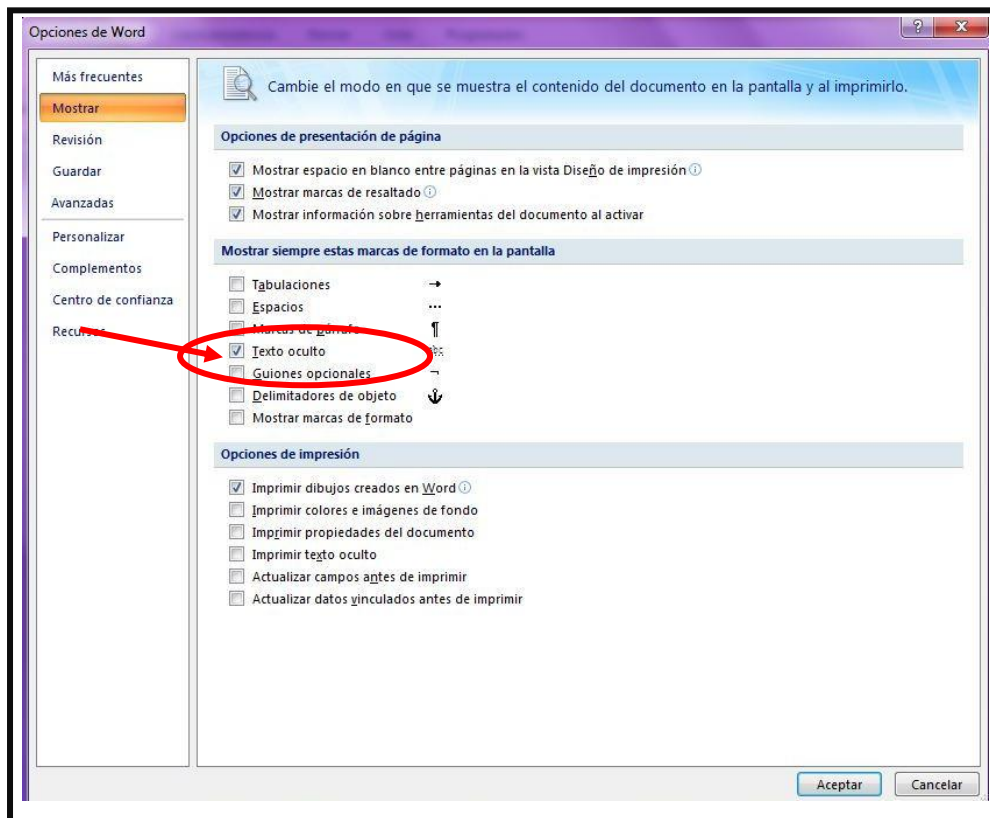 Opciones de Word
Más frecuentes
Mostrar
Revisión
Guardar
Avanzadas
Personalizar
Complementos
Centro de confianza
Recursos
Cambie el modo en que se muestra el contenido del documento en la pantalla y al imprimirlo.
Opciones de presentación de página
Mostrar espacio en blanco entre páginas en la vista Diseño de impresión
Mostrar marcas de resaltado
Mostrar información sobre herramientas del documento al activar
Mostrar siempre estas marcas de formato en la pantalla
Tabulaciones →
Espacios ...
Marcas de párrafo ¶
Texto oculto abc
Guiones opcionales ¬
Delimitadores de objeto
Mostrar marcas de formato
Opciones de impresión
Imprimir dibujos creados en Word
Imprimir colores e imágenes de fondo
Imprimir propiedades del documento
Imprimir texto oculto
Actualizar campos antes de imprimir
Actualizar datos vinculados antes de imprimir
Aceptar Cancelar